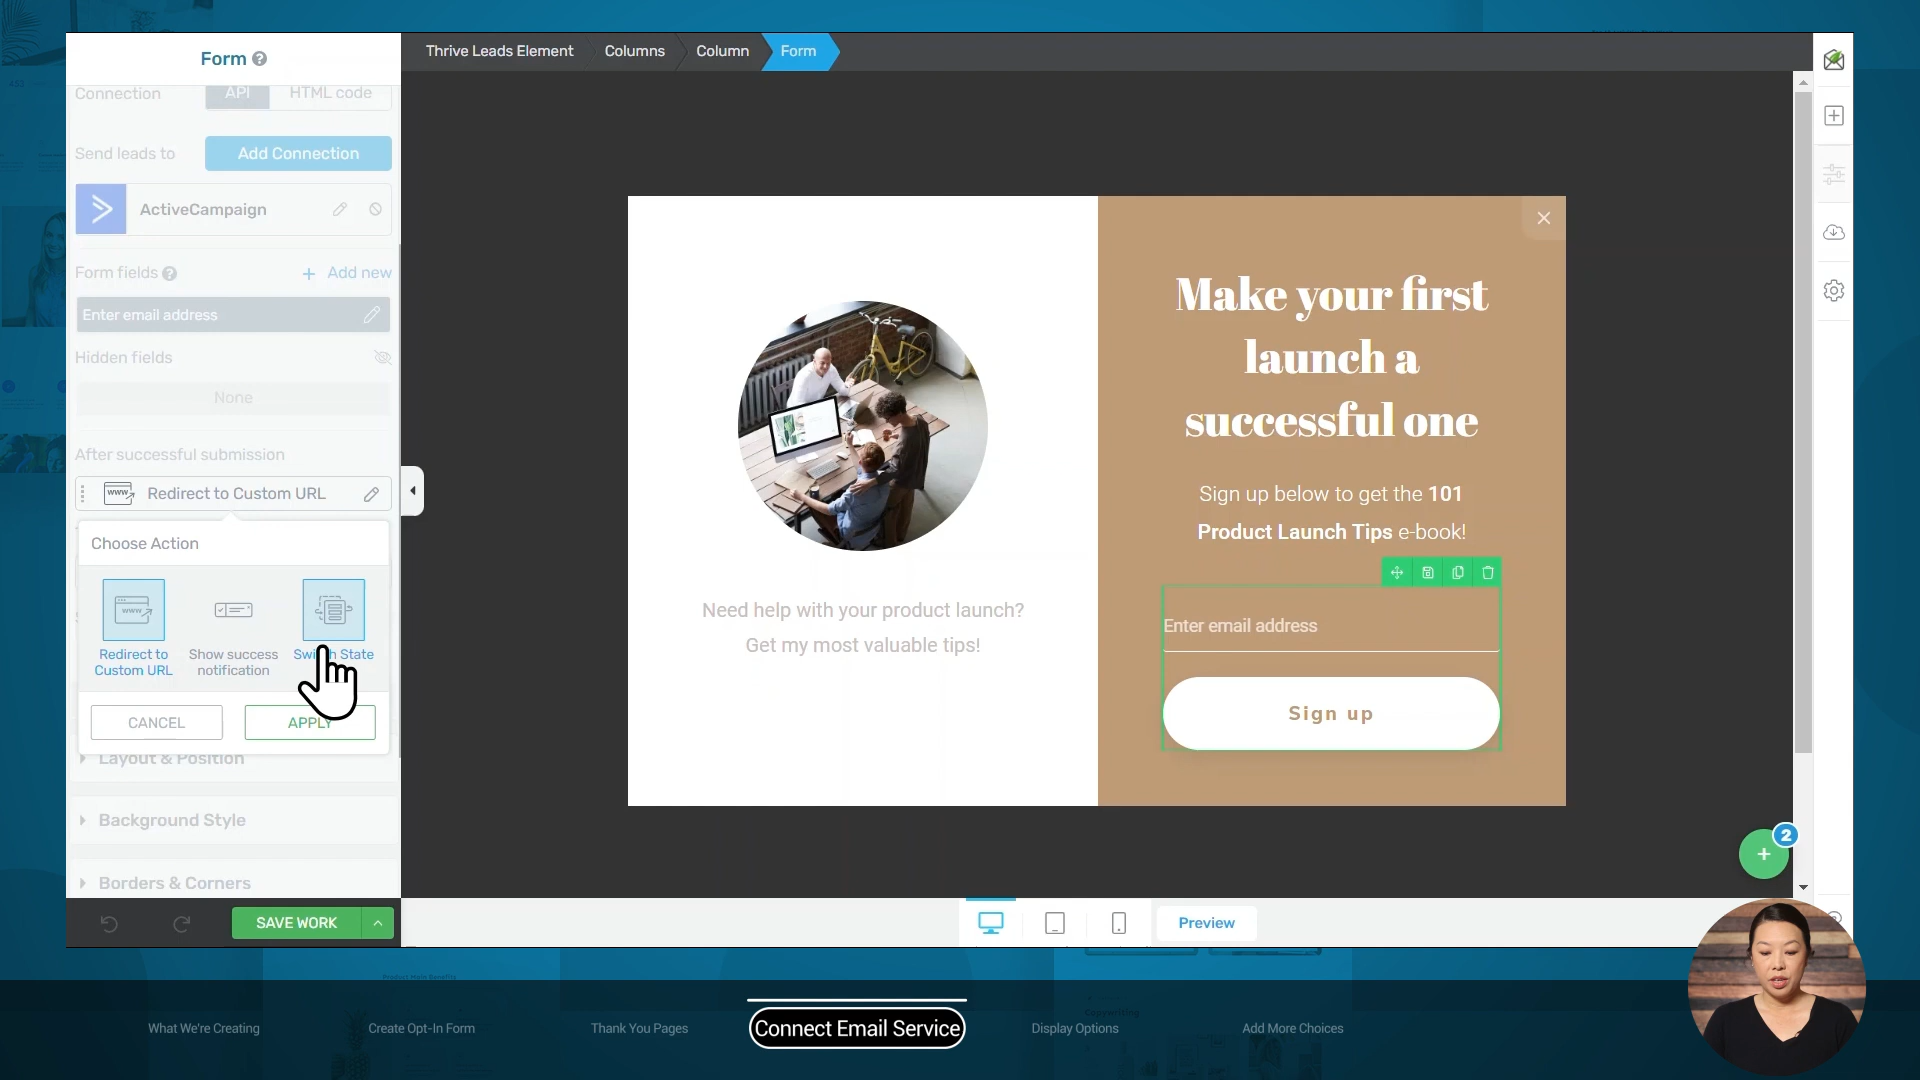 Form
Thrive Leads Element
Columns
Column
Form
Connection
API
HTML code
Send leads to
Add Connection
ActiveCampaign
Form fields
+ Add new
Enter email address
Hidden fields
None
After successful submission
www
Redirect to Custom URL
Choose Action
www
Redirect to
Custom URL
Show success
notification
Switch State
CANCEL
APPLY
Layout & Position
Background Style
Borders & Corners
SAVE WORK
Need help with your product launch?
Get my most valuable tips!
Make your first
launch a
successful one
Sign up below to get the 101
Product Launch Tips e-book!
Enter email address
Sign up
2
Preview
What We're Creating
Create Opt-In Form
Thank You Pages
Connect Email Service
Display Options
Add More Choices